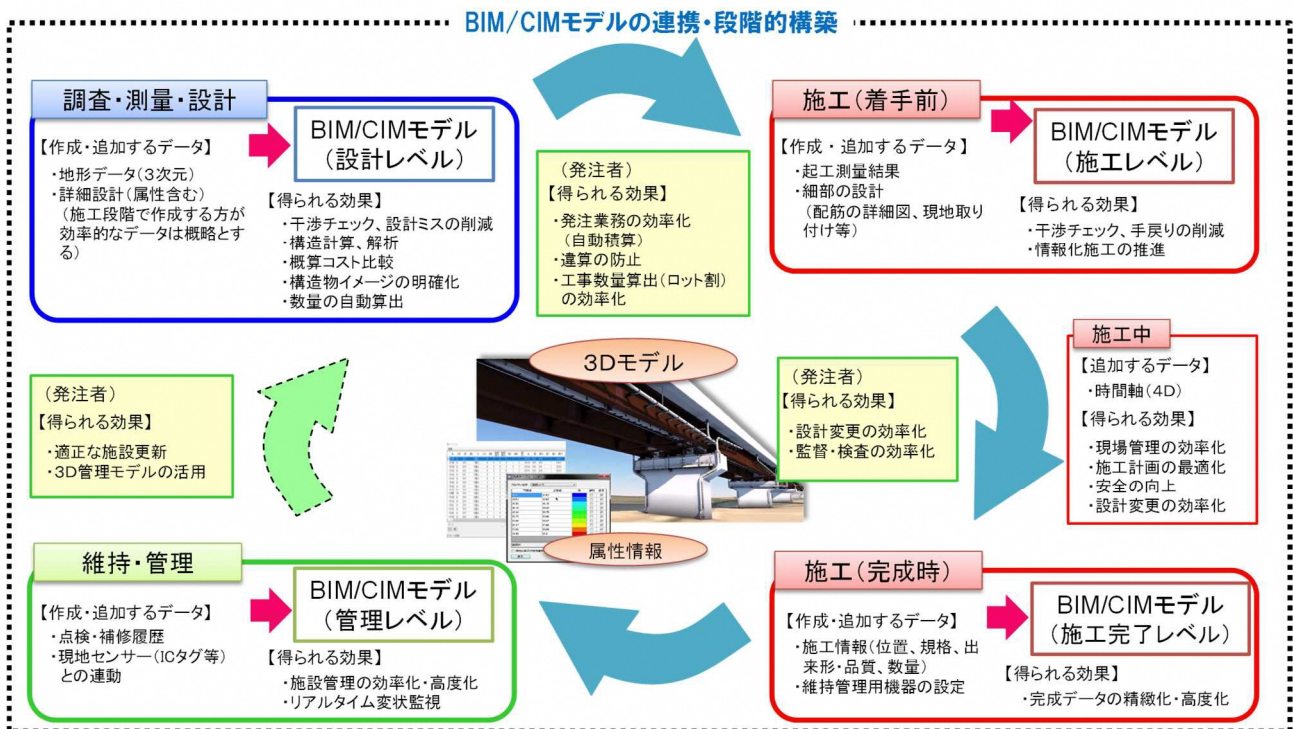 BIM/CIMモデルの連携・段階的構築
調査・測量・設計
【作成・追加するデータ】
・地形データ(3次元)
・詳細設計(属性含む)
(施工段階で作成する方が
効率的なデータは概略とす
る)
BIM/CIMモデル
(設計レベル)
【得られる効果】
・干渉チェック、設計ミスの削減
・構造計算、解析
・概算コスト比較
・構造物イメージの明確化
・数量の自動算出
(発注者)
【得られる効果】
・発注業務の効率化
(自動積算)
・違算の防止
・工事数量算出(ロット割)
の効率化
施工(着手前)
【作成・追加するデータ】
・起工測量結果
・細部の設計
(配筋の詳細図、現地取り
付け等)
BIM/CIMモデル
(施工レベル)
【得られる効果】
・干渉チェック、手戻りの削減
・情報化施工の推進
施工中
【追加するデータ】
・時間軸(4D)
【得られる効果】
・現場管理の効率化
・施工計画の最適化
・安全の向上
・設計変更の効率化
(発注者)
【得られる効果】
・設計変更の効率化
・監督・検査の効率化
3Dモデル
属性情報
(発注者)
【得られる効果】
・適正な施設更新
・3D管理モデルの活用
維持・管理
【作成・追加するデータ】
・点検・補修履歴
・現地センサー(ICタグ等)
との連動
BIM/CIMモデル
(管理レベル)
【得られる効果】
・施設管理の効率化・高度化
・リアルタイム変状監視
施工(完成時)
【作成・追加するデータ】
・施工情報(位置、規格、出
来形・品質、数量)
・維持管理用機器の設定
BIM/CIMモデル
(施工完了レベル)
【得られる効果】
・完成データの精緻化・高度化